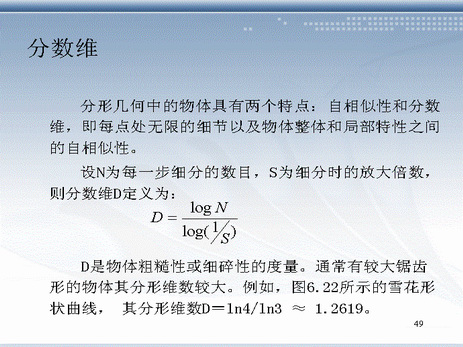 分数维
分形几何中的物体具有两个特点：自相似性和分数
维，即每点处无限的细节以及物体整体和局部特性之间
的自相似性。
设N为每一步细分的数目，S为细分时的放大倍数，
则分数维D定义为：
D = log N / log(1/S)
D是物体粗糙性或细碎性的度量。通常有较大锯齿
形的物体其分形维数较大。例如，图6.22所示的雪花形
状曲线， 其分形维数D＝ln4/ln3 ≈ 1.2619。
49